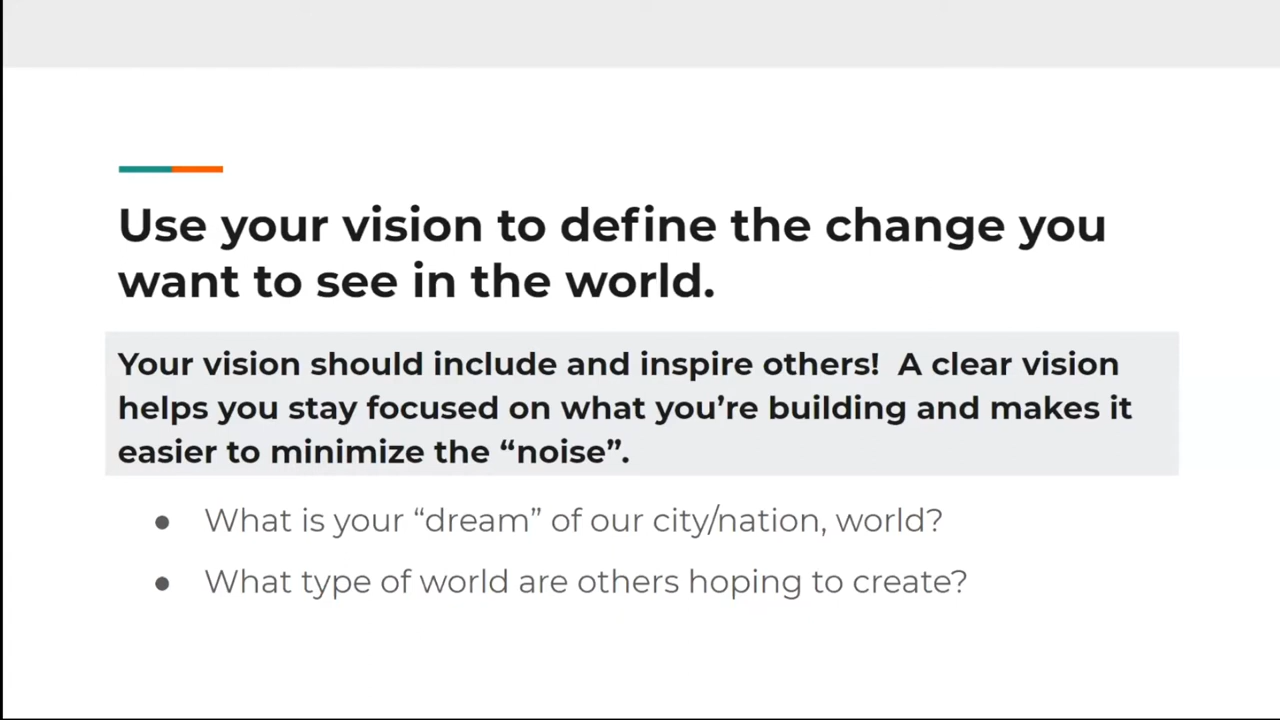 Use your vision to define the change you
want to see in the world.
Your vision should include and inspire others!  A clear vision
helps you stay focused on what you’re building and makes it
easier to minimize the “noise”.
● What is your “dream” of our city/nation, world?
● What type of world are others hoping to create?